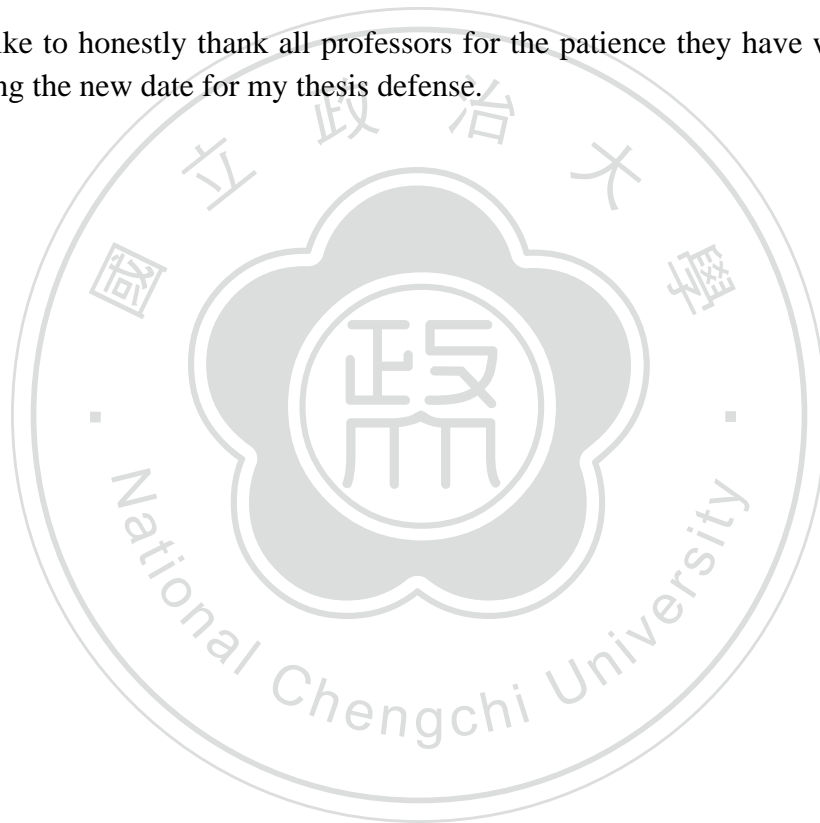 ke to honestly thank all professors for the patience they have
ng the new date for my thesis defense.
國立政治大學
政
National Chengchi University